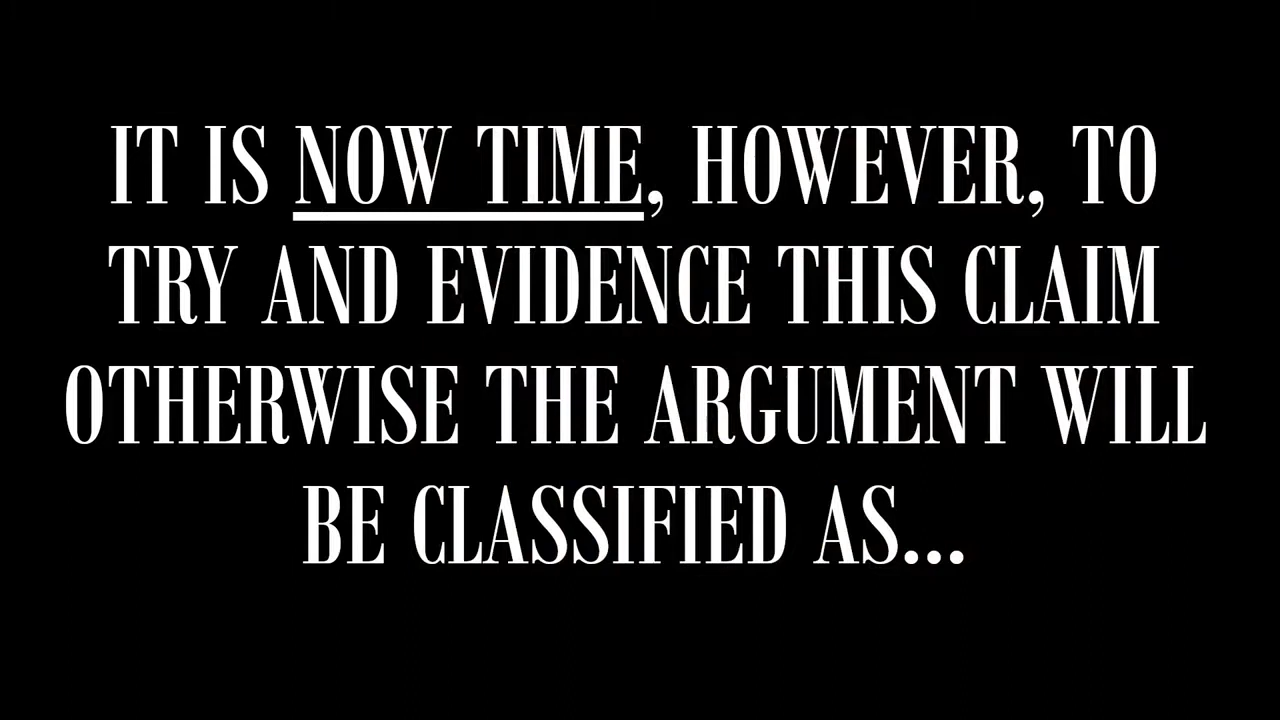 IT IS NOW TIME, HOWEVER, TO
TRY AND EVIDENCE THIS CLAIM
OTHERWISE THE ARGUMENT WILL
BE CLASSIFIED AS...